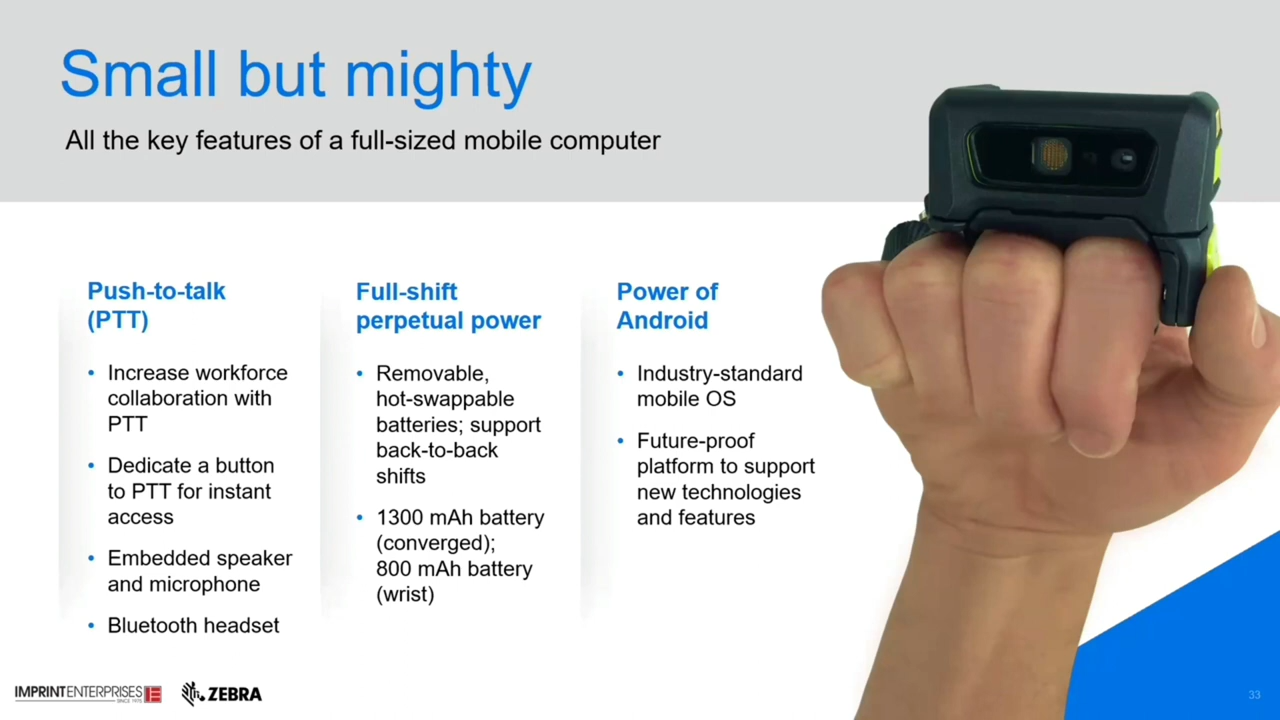 Small but mighty
All the key features of a full-sized mobile computer
Push-to-talk
(PTT)
• Increase workforce
collaboration with
PTT
• Dedicate a button
to PTT for instant
access
• Embedded speaker
and microphone
• Bluetooth headset
Full-shift
perpetual power
• Removable,
hot-swappable
batteries; support
back-to-back
shifts
• 1300 mAh battery
(converged);
800 mAh battery
(wrist)
Power of
Android
• Industry-standard
mobile OS
• Future-proof
platform to support
new technologies
and features
IMPRINTENTERPRISES
SINCE 1970
ZEBRA
33